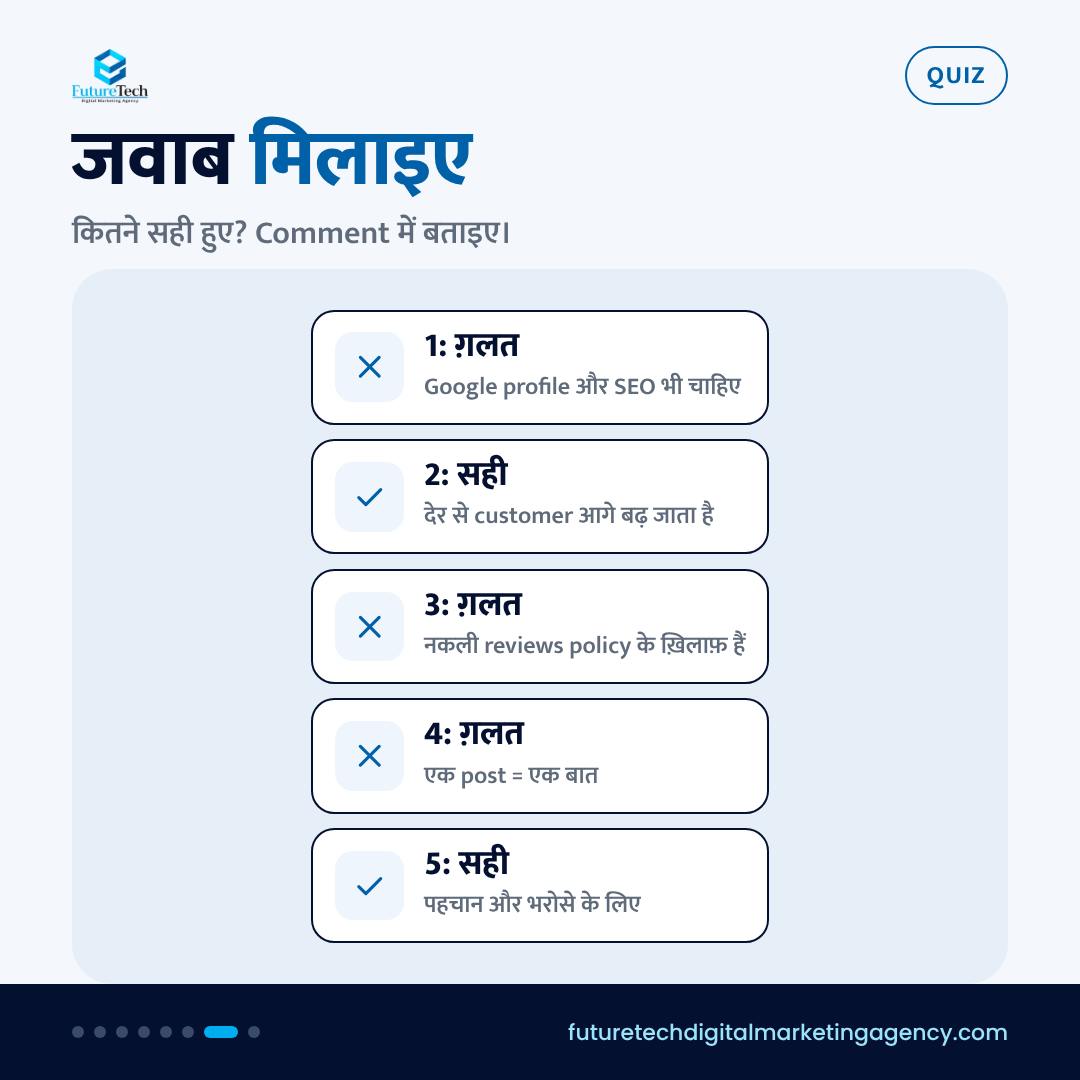 FutureTech
Digital Marketing Agency
QUIZ
जवाब मिलाइए
कितने सही हुए? Comment में बताइए।
1: ग़लत
Google profile और SEO भी चाहिए
2: सही
देर से customer आगे बढ़ जाता है
3: ग़लत
नकली reviews policy के ख़िलाफ़ हैं
4: ग़लत
एक post = एक बात
5: सही
पहचान और भरोसे के लिए
futuretechdigitalmarketingagency.com